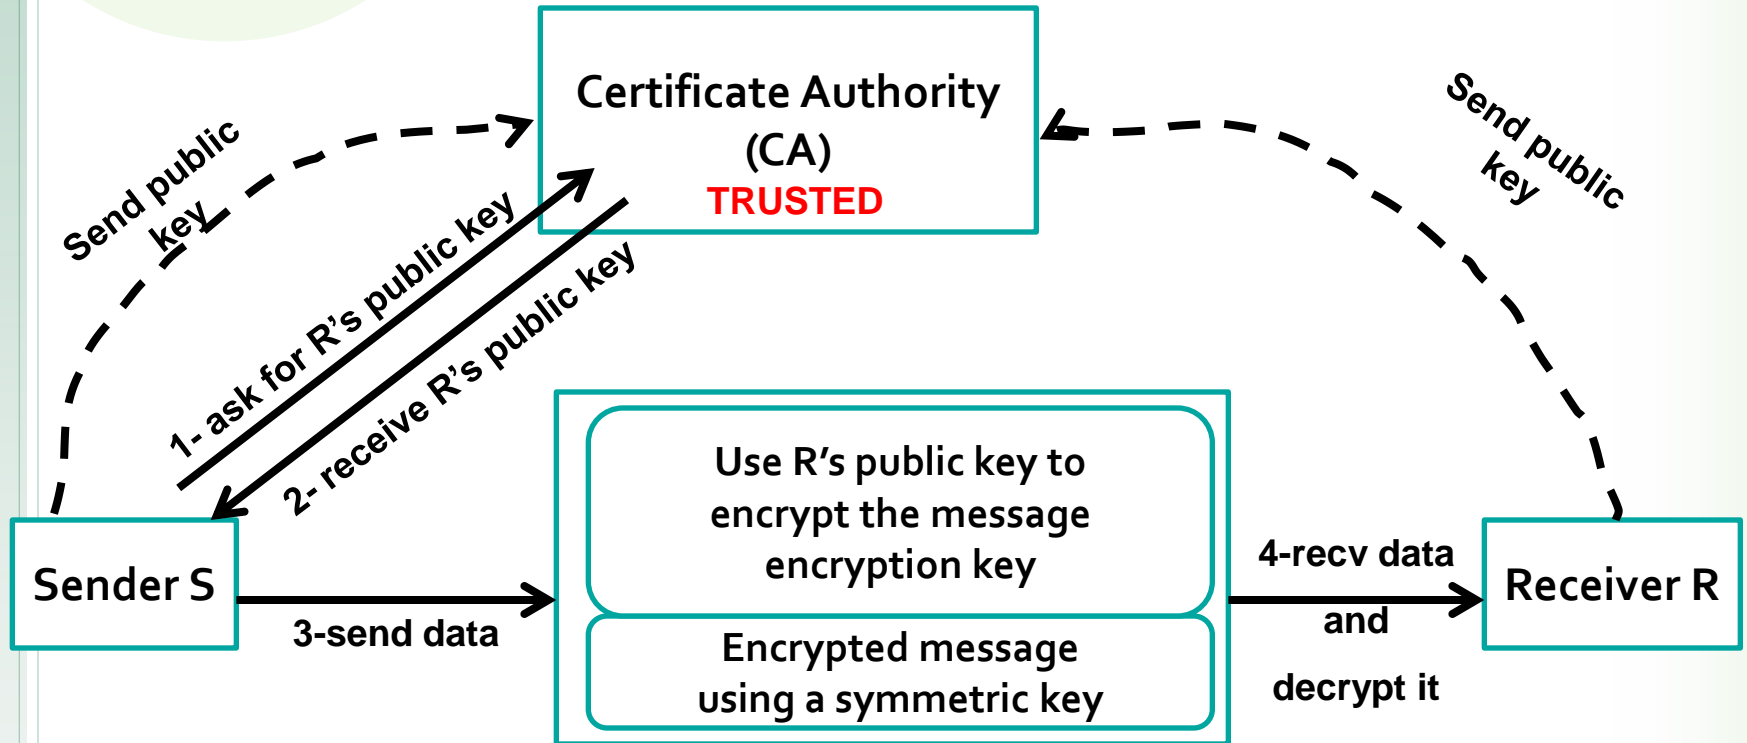 Certificate Authority
(CA)
TRUSTED
Send public
key
Send public
key
1- ask for R's public key
2- receive R's public key
Use R's public key to
encrypt the message
encryption key
Encrypted message
using a symmetric key
Sender S
3-send data
4-recv data
and
decrypt it
Receiver R